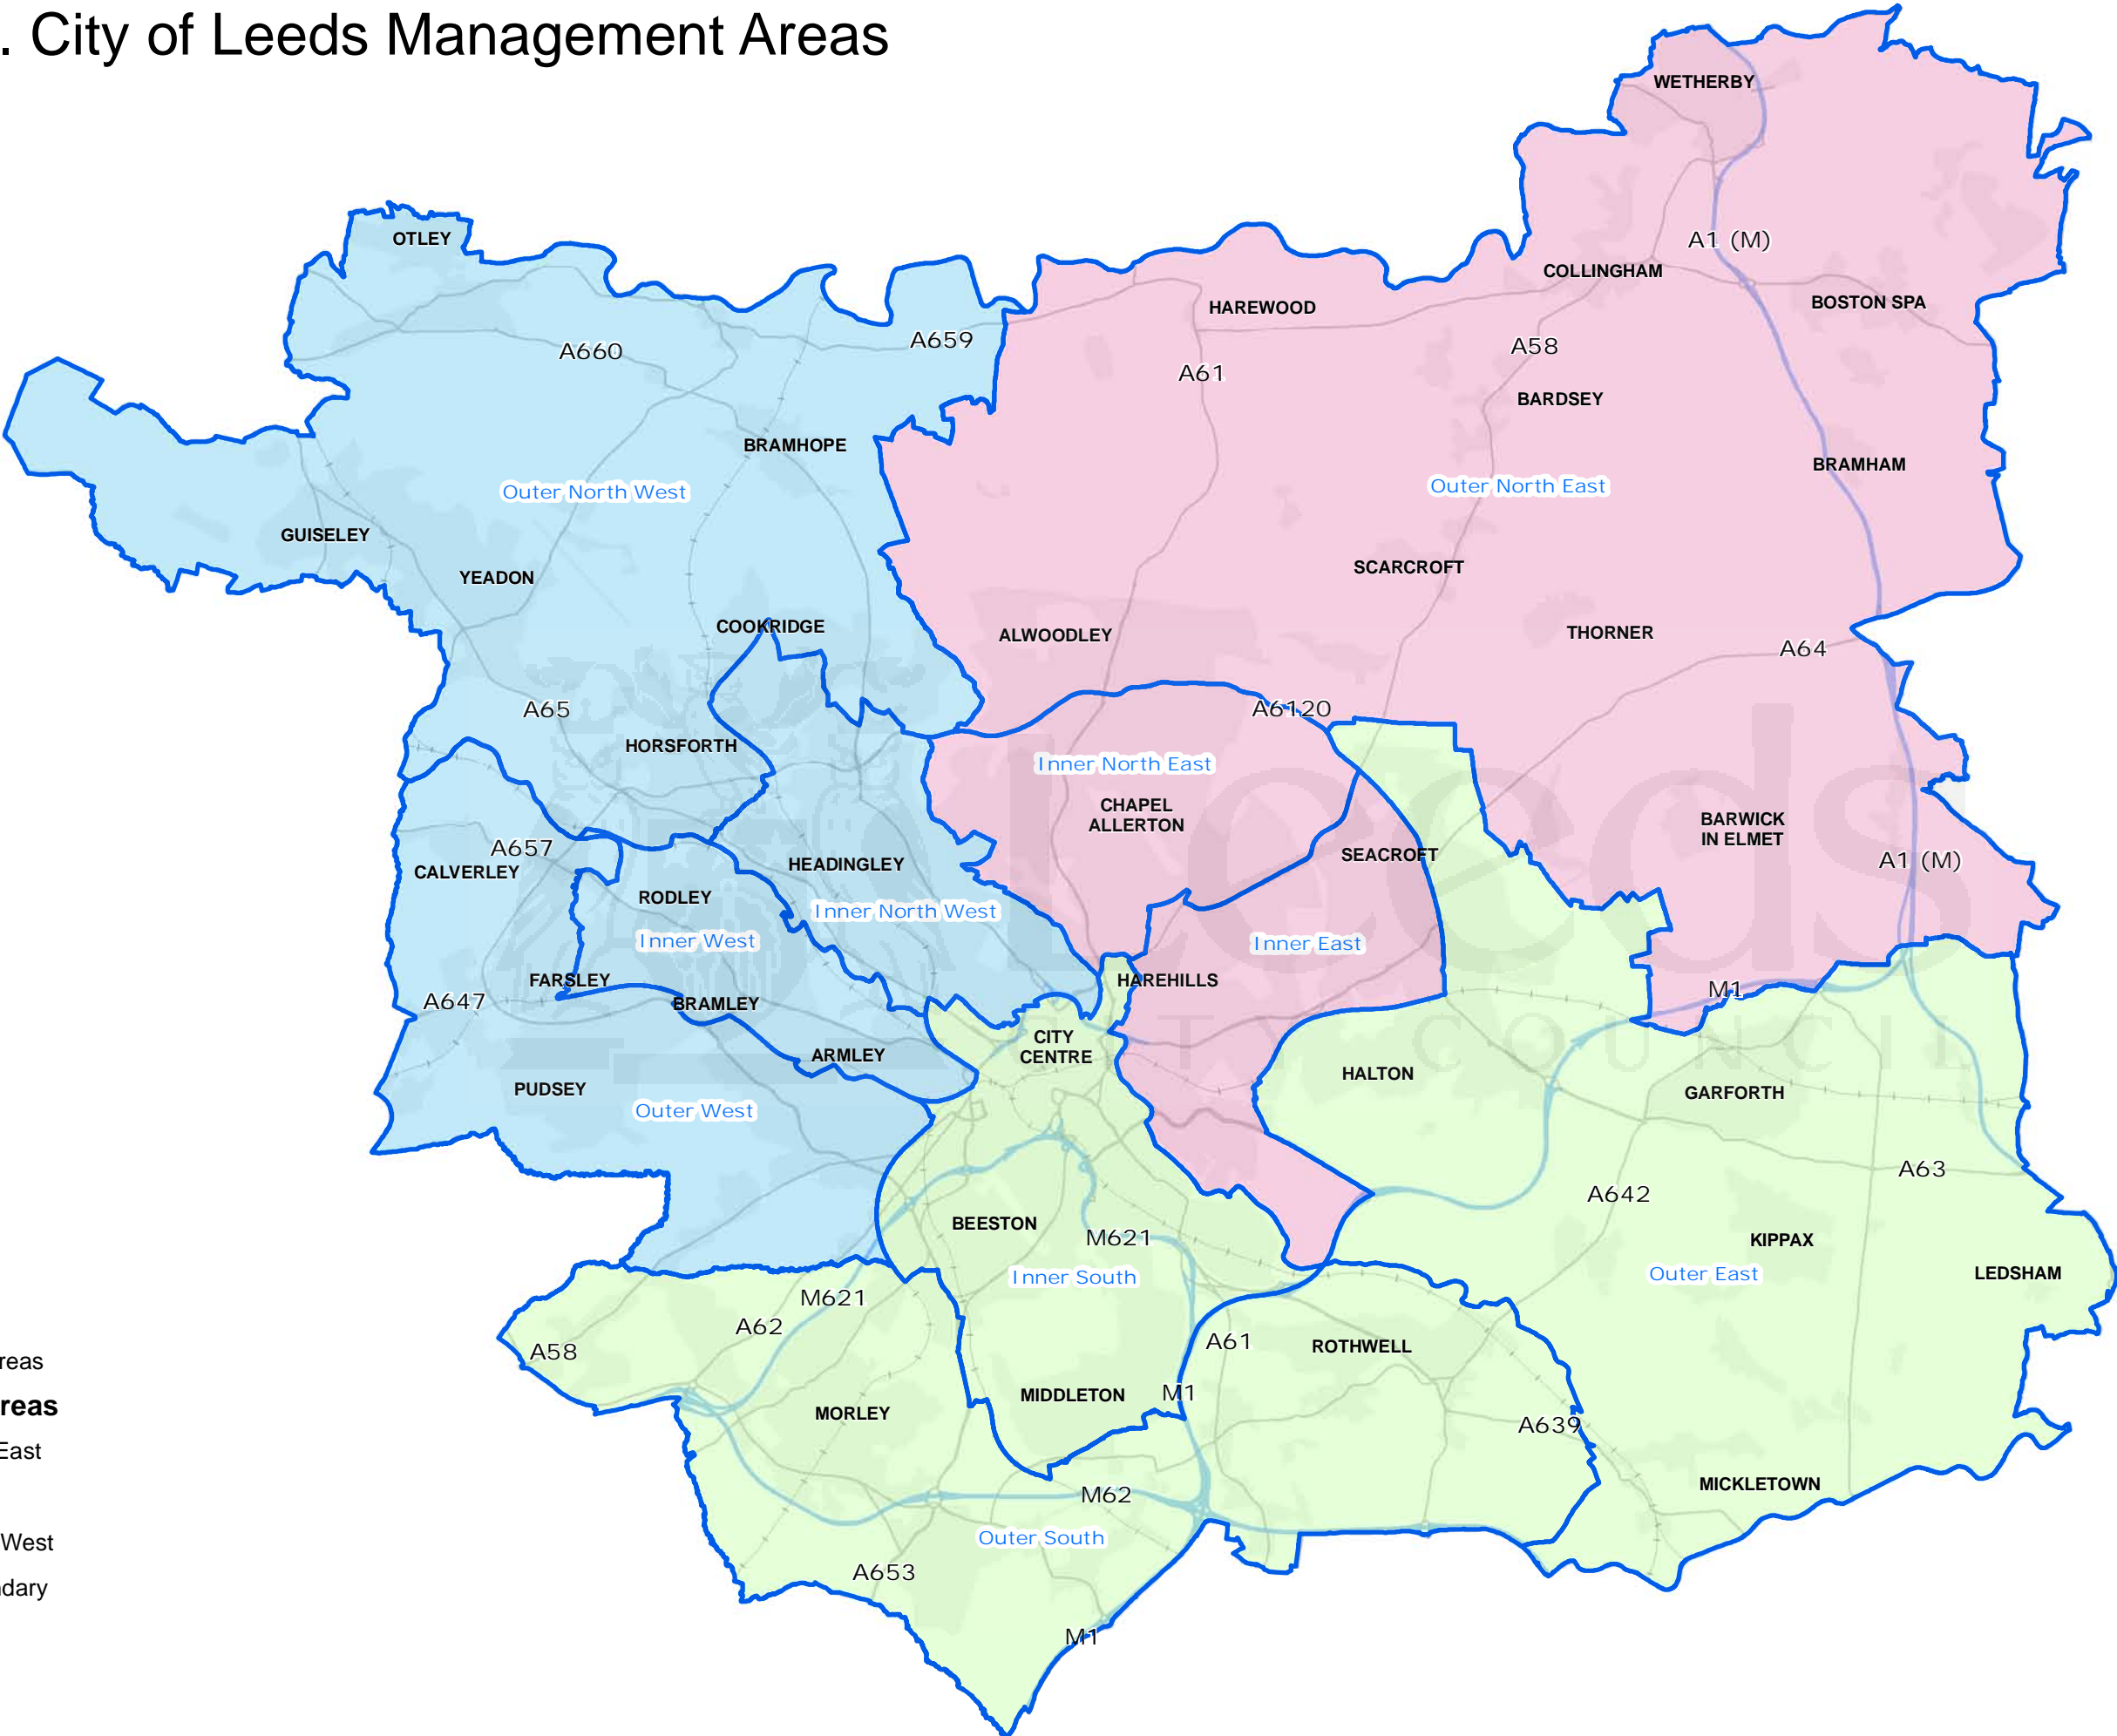 . City of Leeds Management Areas
WETHERBY
OTLEY
A1 (M)
COLLINGHAM
BOSTON SPA
HAREWOOD
A659
A58
A660
A61
BARDSEY
BRAMHOPE
BRAMHAM
Outer North West
Outer North East
GUISELEY
SCARCROFT
YEADON
COOKRIDGE
ALWOODLEY
THORNER
A64
A65
A6120
HORSFORTH
Inner North East
CHAPEL
ALLERTON
BARWICK
IN ELMET
A657
SEACROFT
A1 (M)
CALVERLEY
HEADINGLEY
RODLEY
Inner North West
Inner West
Inner East
Leeds
FARSLEY
HAREHILLS
M1
A647
BRAMLEY
CITY COUNCIL
CITY
CENTRE
ARMLEY
HALTON
PUDSEY
GARFORTH
Outer West
A63
A642
BEESTON
M621
KIPPAX
Inner South
Outer East
LEDSHAM
M621
A62
A61
ROTHWELL
A58
reas
MIDDLETON
M1
reas
MORLEY
A639
East
MICKLETOWN
M62
Outer South
West
A653
ndary
M1